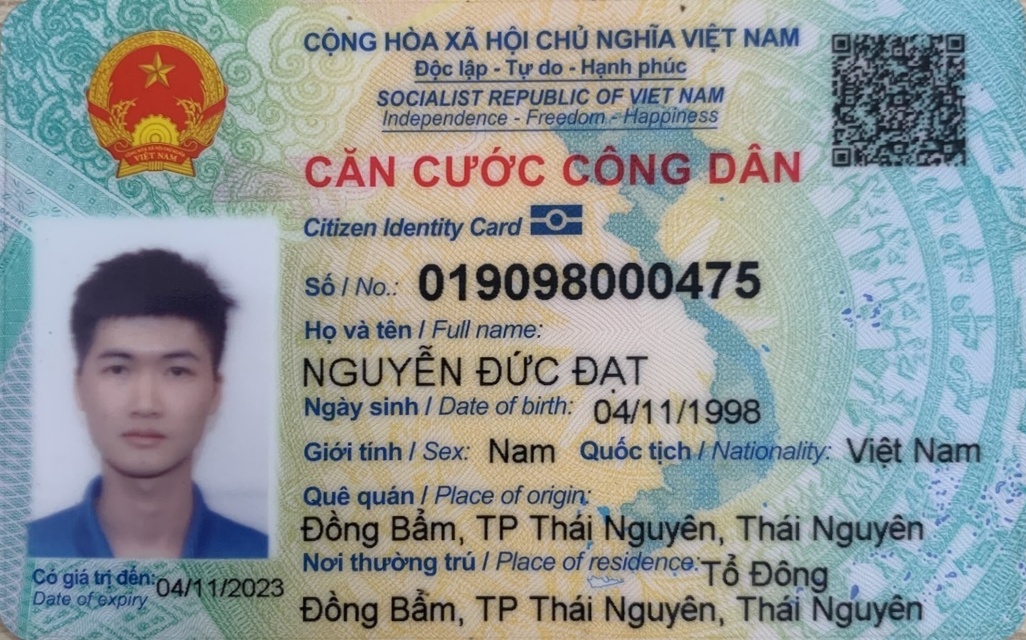 CỘNG HÒA XÃ HỘI CHỦ NGHĨA VIỆT NAM
Độc lập - Tự do - Hạnh phúc
SOCIALIST REPUBLIC OF VIET NAM
Independence - Freedom - Happiness
CĂN CƯỚC CÔNG DÂN
Citizen Identity Card
Số / No.: 019098000475
Họ và tên / Full name:
NGUYỄN ĐỨC ĐẠT
Ngày sinh / Date of birth: 04/11/1998
Giới tính / Sex: Nam Quốc tịch / Nationality: Việt Nam
Quê quán / Place of origin:
Đồng Bẩm, TP Thái Nguyên, Thái Nguyên
Nơi thường trú / Place of residence: Tổ Đông
Đồng Bẩm, TP Thái Nguyên, Thái Nguyên
Có giá trị đến: 04/11/2023
Date of expiry
VIỆT NAM